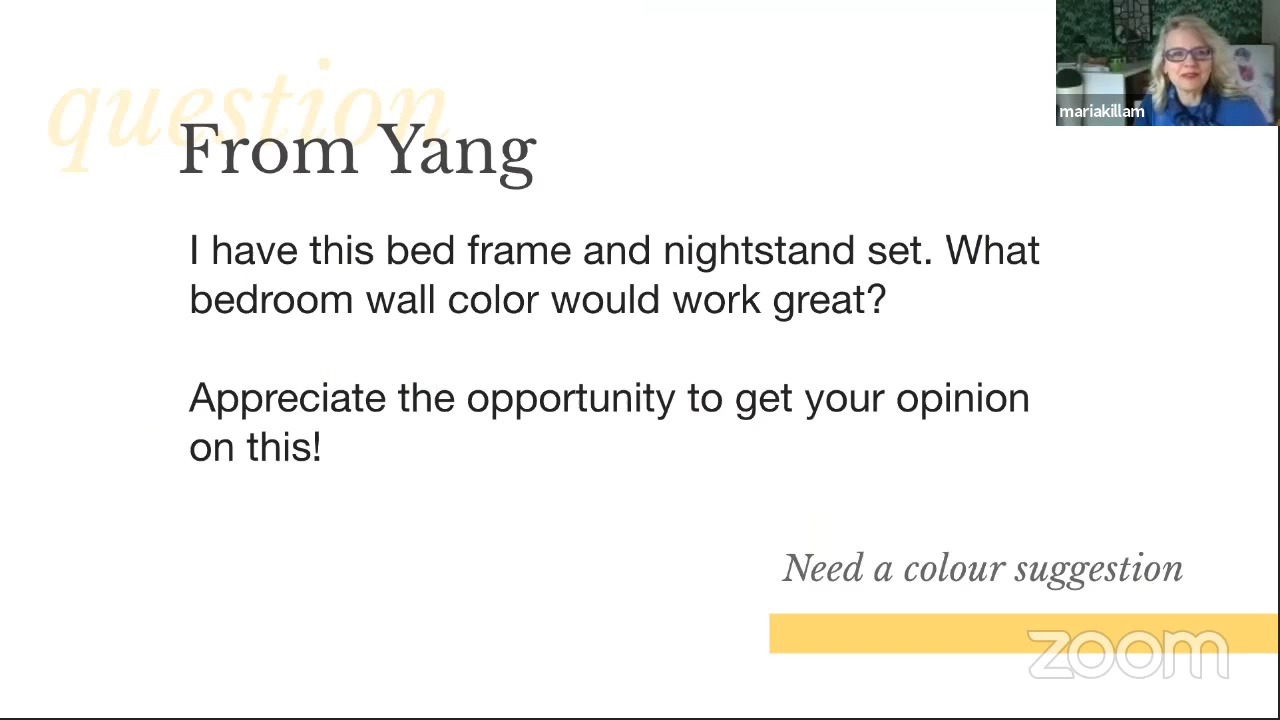 question
From Yang
mariakillam
I have this bed frame and nightstand set. What
bedroom wall color would work great?
Appreciate the opportunity to get your opinion
on this!
Need a colour suggestion
zoom